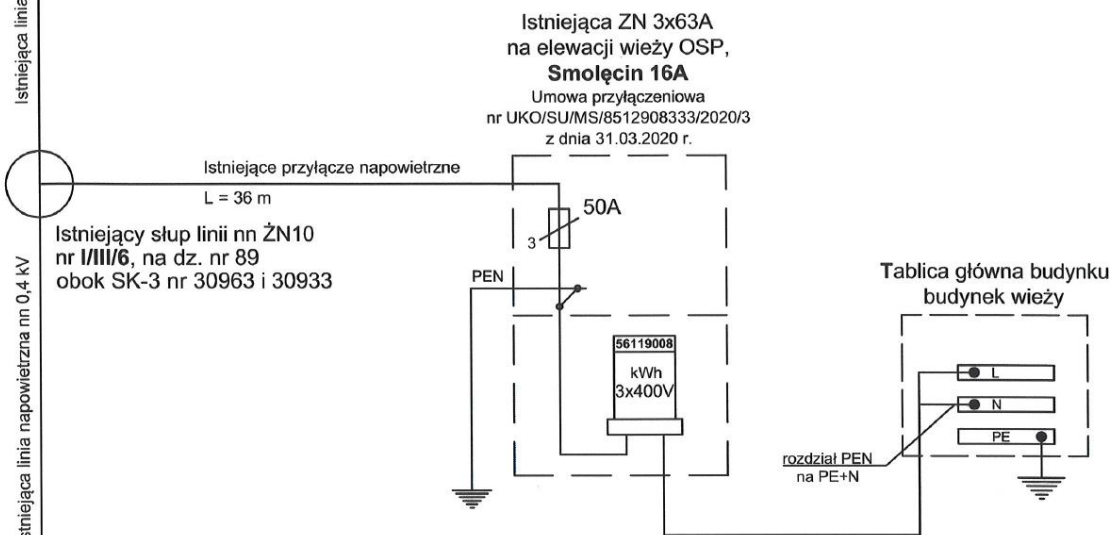 Istniejąca linia
Istniejąca ZN 3x63A
na elewacji wieży OSP,
Smolęcin 16A
Umowa przyłączeniowa
nr UKO/SU/MS/8512908333/2020/3
z dnia 31.03.2020 r.
Istniejące przyłącze napowietrzne
L = 36 m
50A
3
Istniejący słup linii nn ŻN10
nr I/III/6, na dz. nr 89
obok SK-3 nr 30963 i 30933
PEN
Tablica główna budynku
budynek wieży
56119008
kWh
3x400V
L
N
PE
rozdział PEN
na PE+N
stniejąca linia napowietrzna nn 0,4 kV